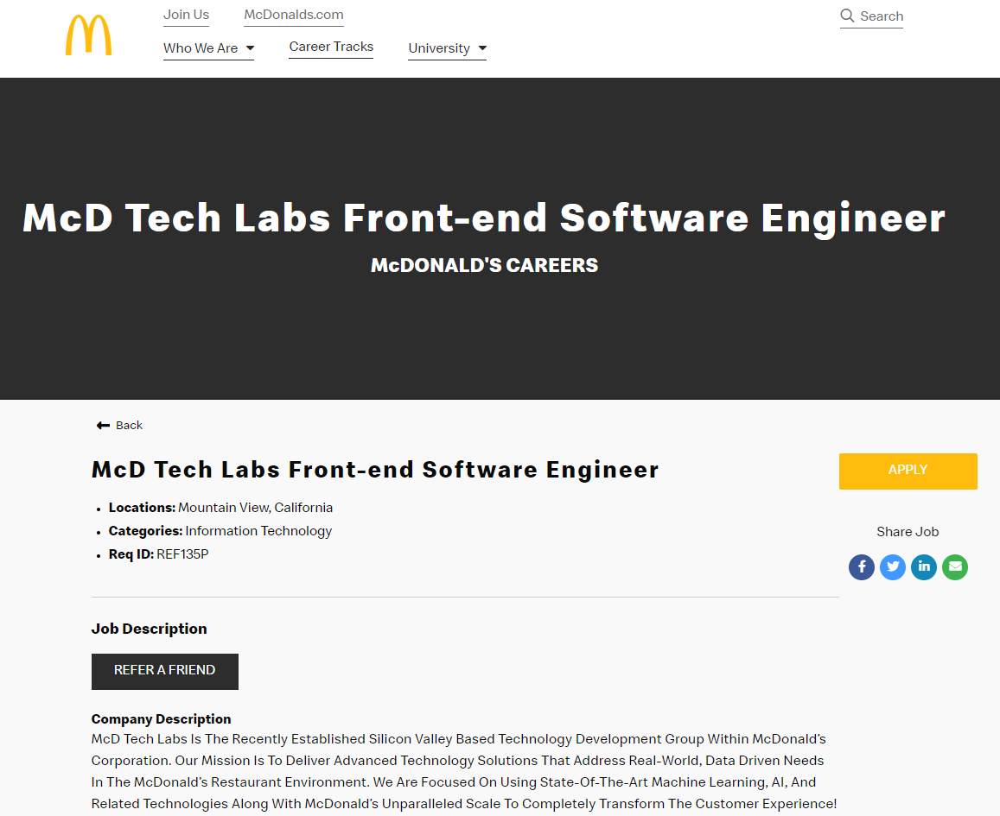 Join Us McDonalds.com Search
Who We Are Career Tracks University
McD Tech Labs Front-end Software Engineer
McDONALD'S CAREERS
Back
McD Tech Labs Front-end Software Engineer
APPLY
Locations: Mountain View, California
Categories: Information Technology
Req ID: REF135P
Share Job
Job Description
REFER A FRIEND
Company Description
McD Tech Labs Is The Recently Established Silicon Valley Based Technology Development Group Within McDonald’s
Corporation. Our Mission Is To Deliver Advanced Technology Solutions That Address Real-World, Data Driven Needs
In The McDonald’s Restaurant Environment. We Are Focused On Using State-Of-The-Art Machine Learning, AI, And
Related Technologies Along With McDonald’s Unparalleled Scale To Completely Transform The Customer Experience!